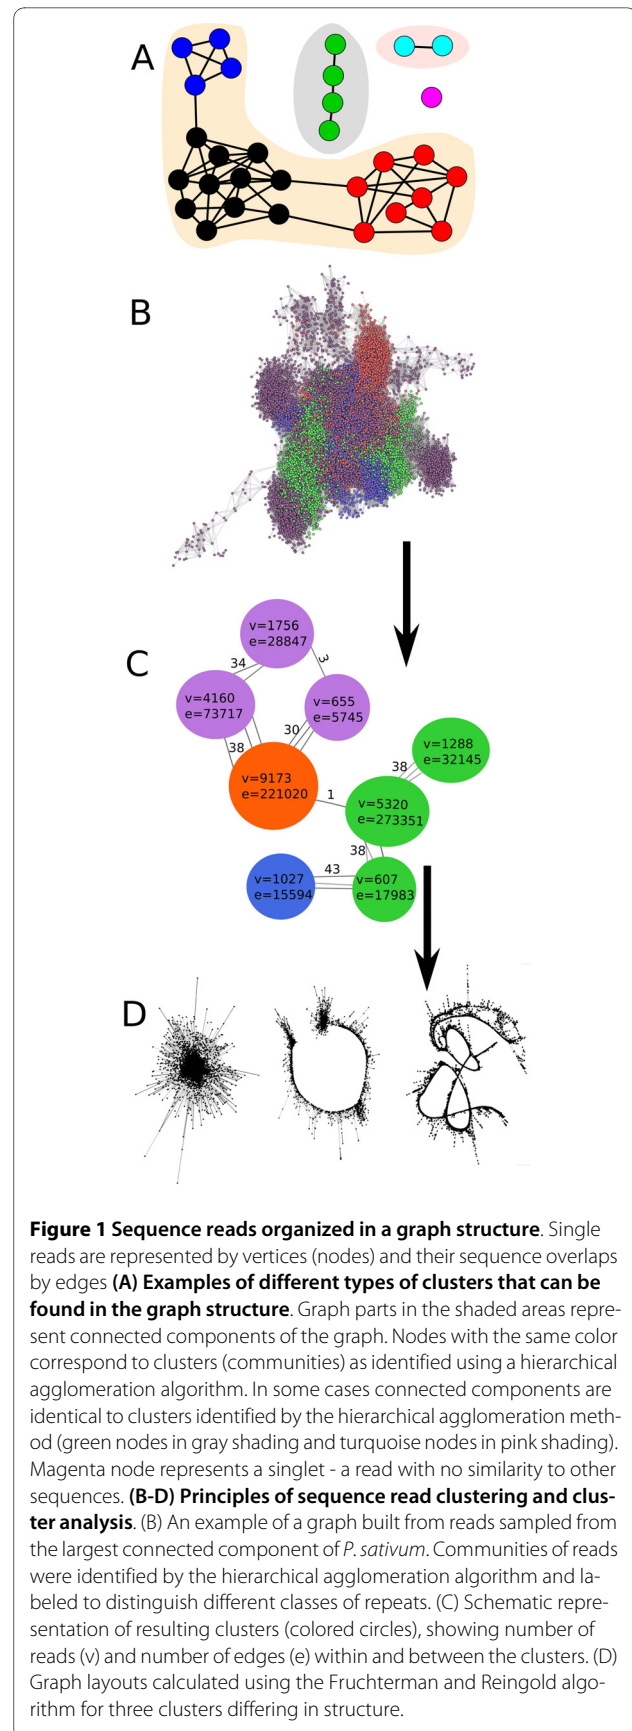 A
B
C
v=1756
e=28847
34
3
v=4160
e=73717
v=655
e=5745
30
38
v=1288
e=32145
38
v=9173
e=221020
1
v=5320
e=273351
38
43
v=1027
e=15594
v=607
e=17983
D
Figure 1 Sequence reads organized in a graph structure. Single
reads are represented by vertices (nodes) and their sequence overlaps
by edges (A) Examples of different types of clusters that can be
found in the graph structure. Graph parts in the shaded areas repre-
sent connected components of the graph. Nodes with the same color
correspond to clusters (communities) as identified using a hierarchical
agglomeration algorithm. In some cases connected components are
identical to clusters identified by the hierarchical agglomeration meth-
od (green nodes in gray shading and turquoise nodes in pink shading).
Magenta node represents a singlet - a read with no similarity to other
sequences. (B-D) Principles of sequence read clustering and clus-
ter analysis. (B) An example of a graph built from reads sampled from
the largest connected component of P. sativum. Communities of reads
were identified by the hierarchical agglomeration algorithm and la-
beled to distinguish different classes of repeats. (C) Schematic repre-
sentation of resulting clusters (colored circles), showing number of
reads (v) and number of edges (e) within and between the clusters. (D)
Graph layouts calculated using the Fruchterman and Reingold algo-
rithm for three clusters differing in structure.